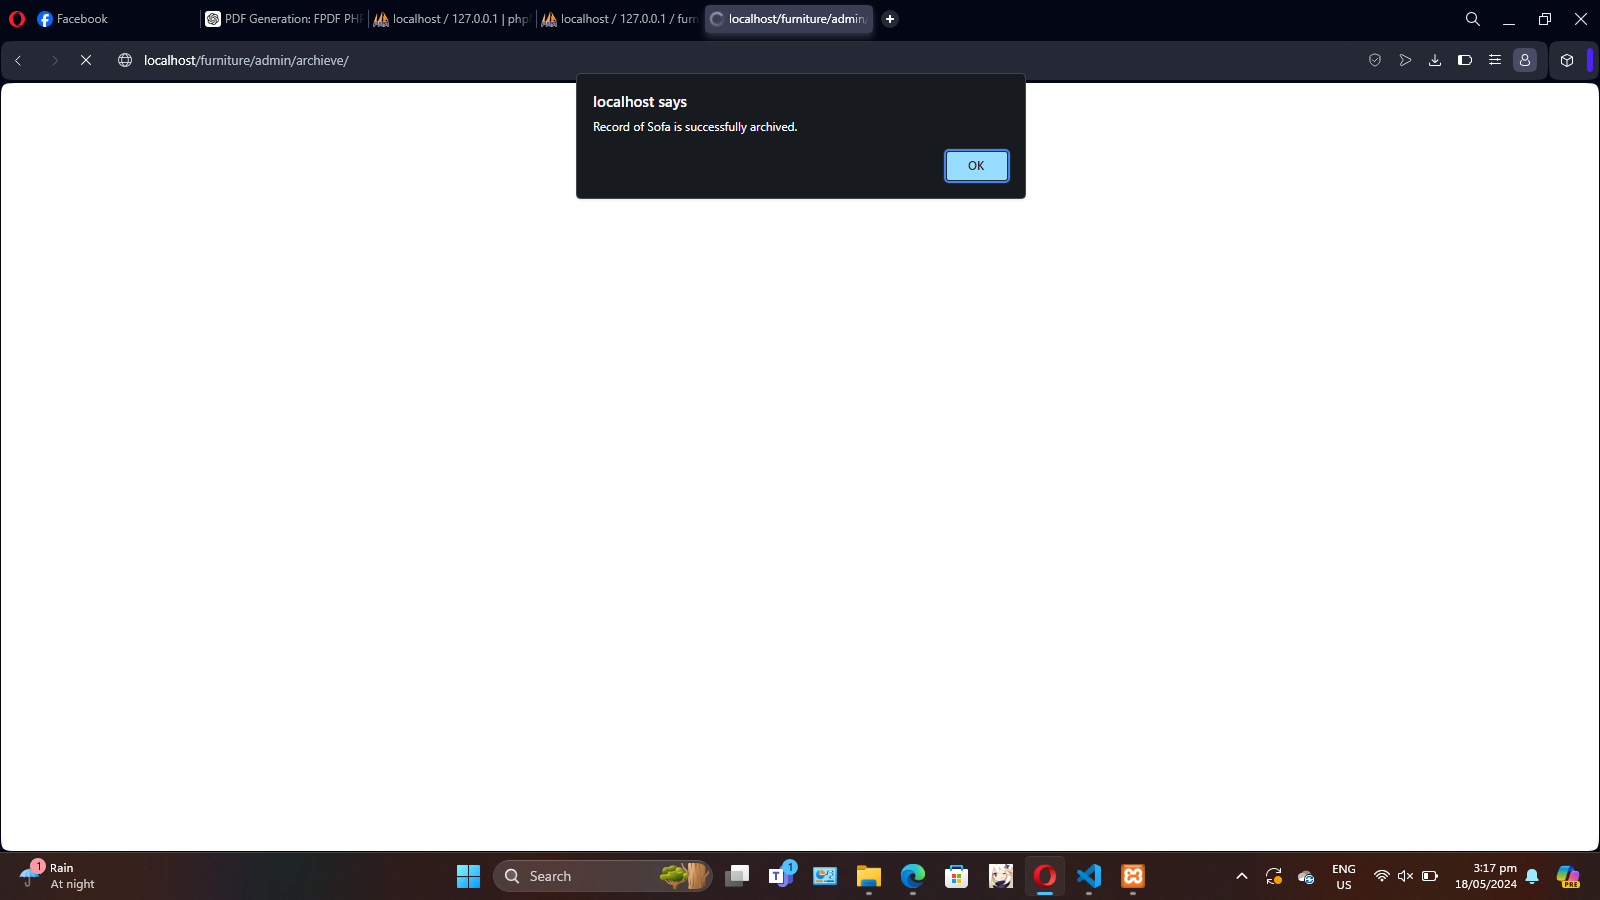 Facebook
PDF Generation: FPDF PH
localhost / 127.0.0.1 | php
localhost / 127.0.0.1 / furn
localhost/furniture/admin/
localhost/furniture/admin/archieve/
localhost says
Record of Sofa is successfully archived.
OK
1
Rain
At night
Search
T
1
ENG
US
3:17 pm
18/05/2024
PRE